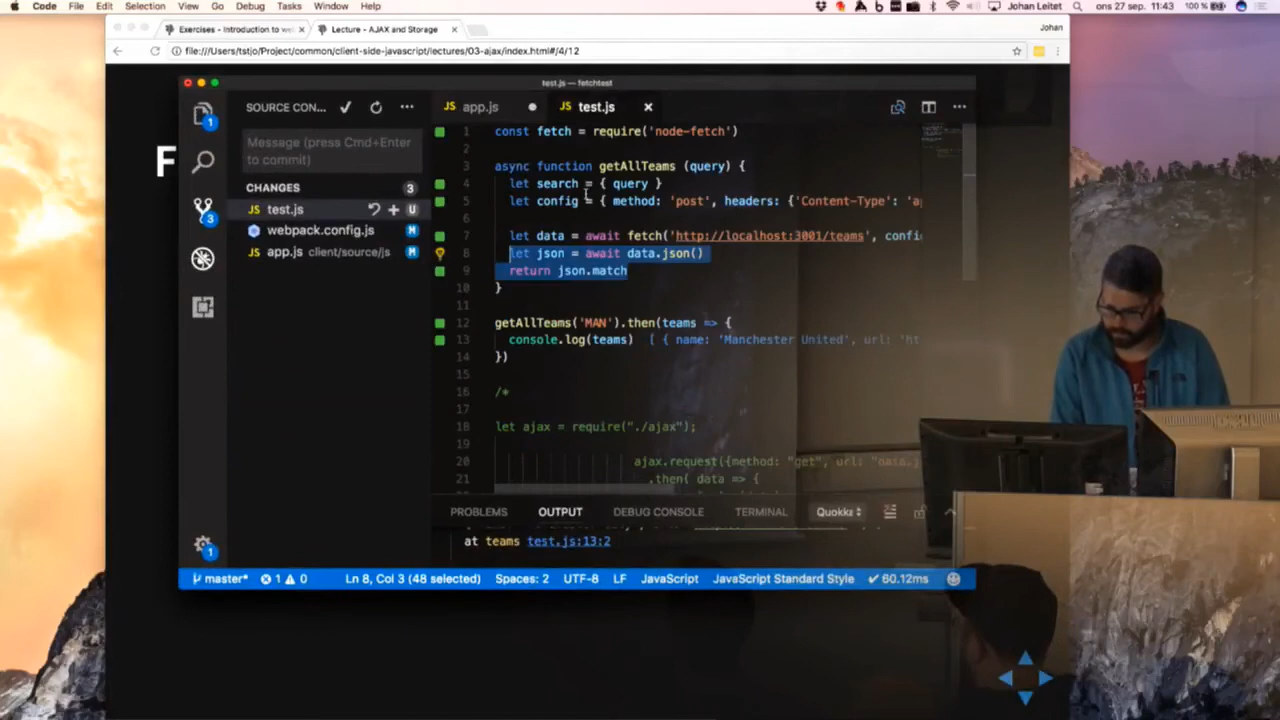 Code File Edit Selection View Go Debug Tasks Window Help Johan Leitet ons 27 sep. 11:43 100 %
Exercises - Introduction to we
Lecture - AJAX and Storage
Johan
file:///Users/tstjo/Project/common/client-side-javascript/lectures/03-ajax/index.html#/4/12
test.js — fetchtest
F
SOURCE CON...
Message (press Cmd+Enter
to commit)
CHANGES 3
test.js U
webpack.config.js M
app.js client/source/js M
1
3
1
JS app.js
JS test.js
1 const fetch = require('node-fetch')
2
3 async function getAllTeams (query) {
4 let search = { query }
5 let config = { method: 'post', headers: {'Content-Type': 'ap
6
7 let data = await fetch('http://localhost:3001/teams', config
8 let json = await data.json()
9 return json.match
10 }
11
12 getAllTeams('MAN').then(teams => {
13 console.log(teams) [ { name: 'Manchester United', url: 'ht
14 })
15
16 /*
17
18 let ajax = require("./ajax");
19
20 ajax.request({method: "get", url:
21 .then( data => {
PROBLEMS OUTPUT DEBUG CONSOLE TERMINAL Quokka
at teams test.js:13:2
master* 1 0 Ln 8, Col 3 (48 selected) Spaces: 2 UTF-8 LF JavaScript JavaScript Standard Style 60.12ms